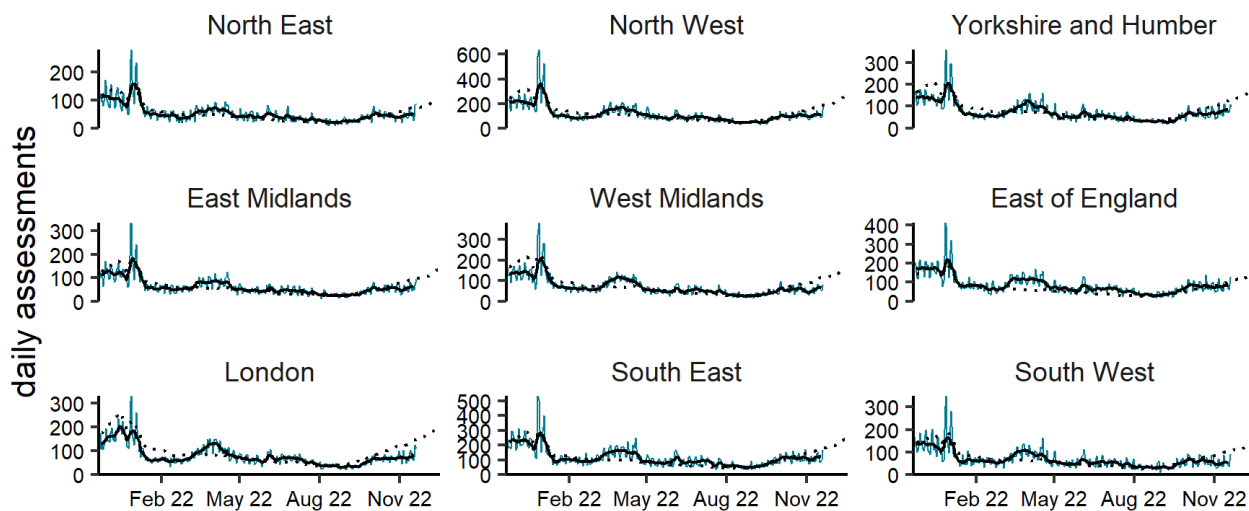 daily assessments
North East
200
100
0
North West
600
400
200
0
Yorkshire and Humber
300
200
100
0
East Midlands
300
200
100
0
West Midlands
300
200
100
0
East of England
400
300
200
100
0
London
300
200
100
0
Feb 22 May 22 Aug 22 Nov 22
South East
500
400
300
200
100
0
Feb 22 May 22 Aug 22 Nov 22
South West
300
200
100
0
Feb 22 May 22 Aug 22 Nov 22